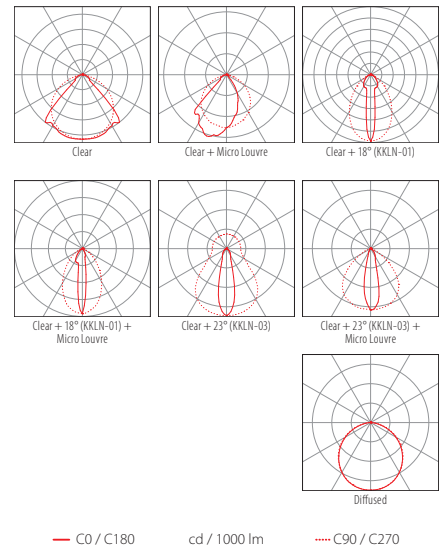 Clear
Clear + Micro Louvre
Clear + 18° (KKLN-01)
Clear + 18° (KKLN-01) +
Micro Louvre
Clear + 23° (KKLN-03)
Clear + 23° (KKLN-03) +
Micro Louvre
Diffused
C0 / C180
cd / 1000 lm
C90 / C270